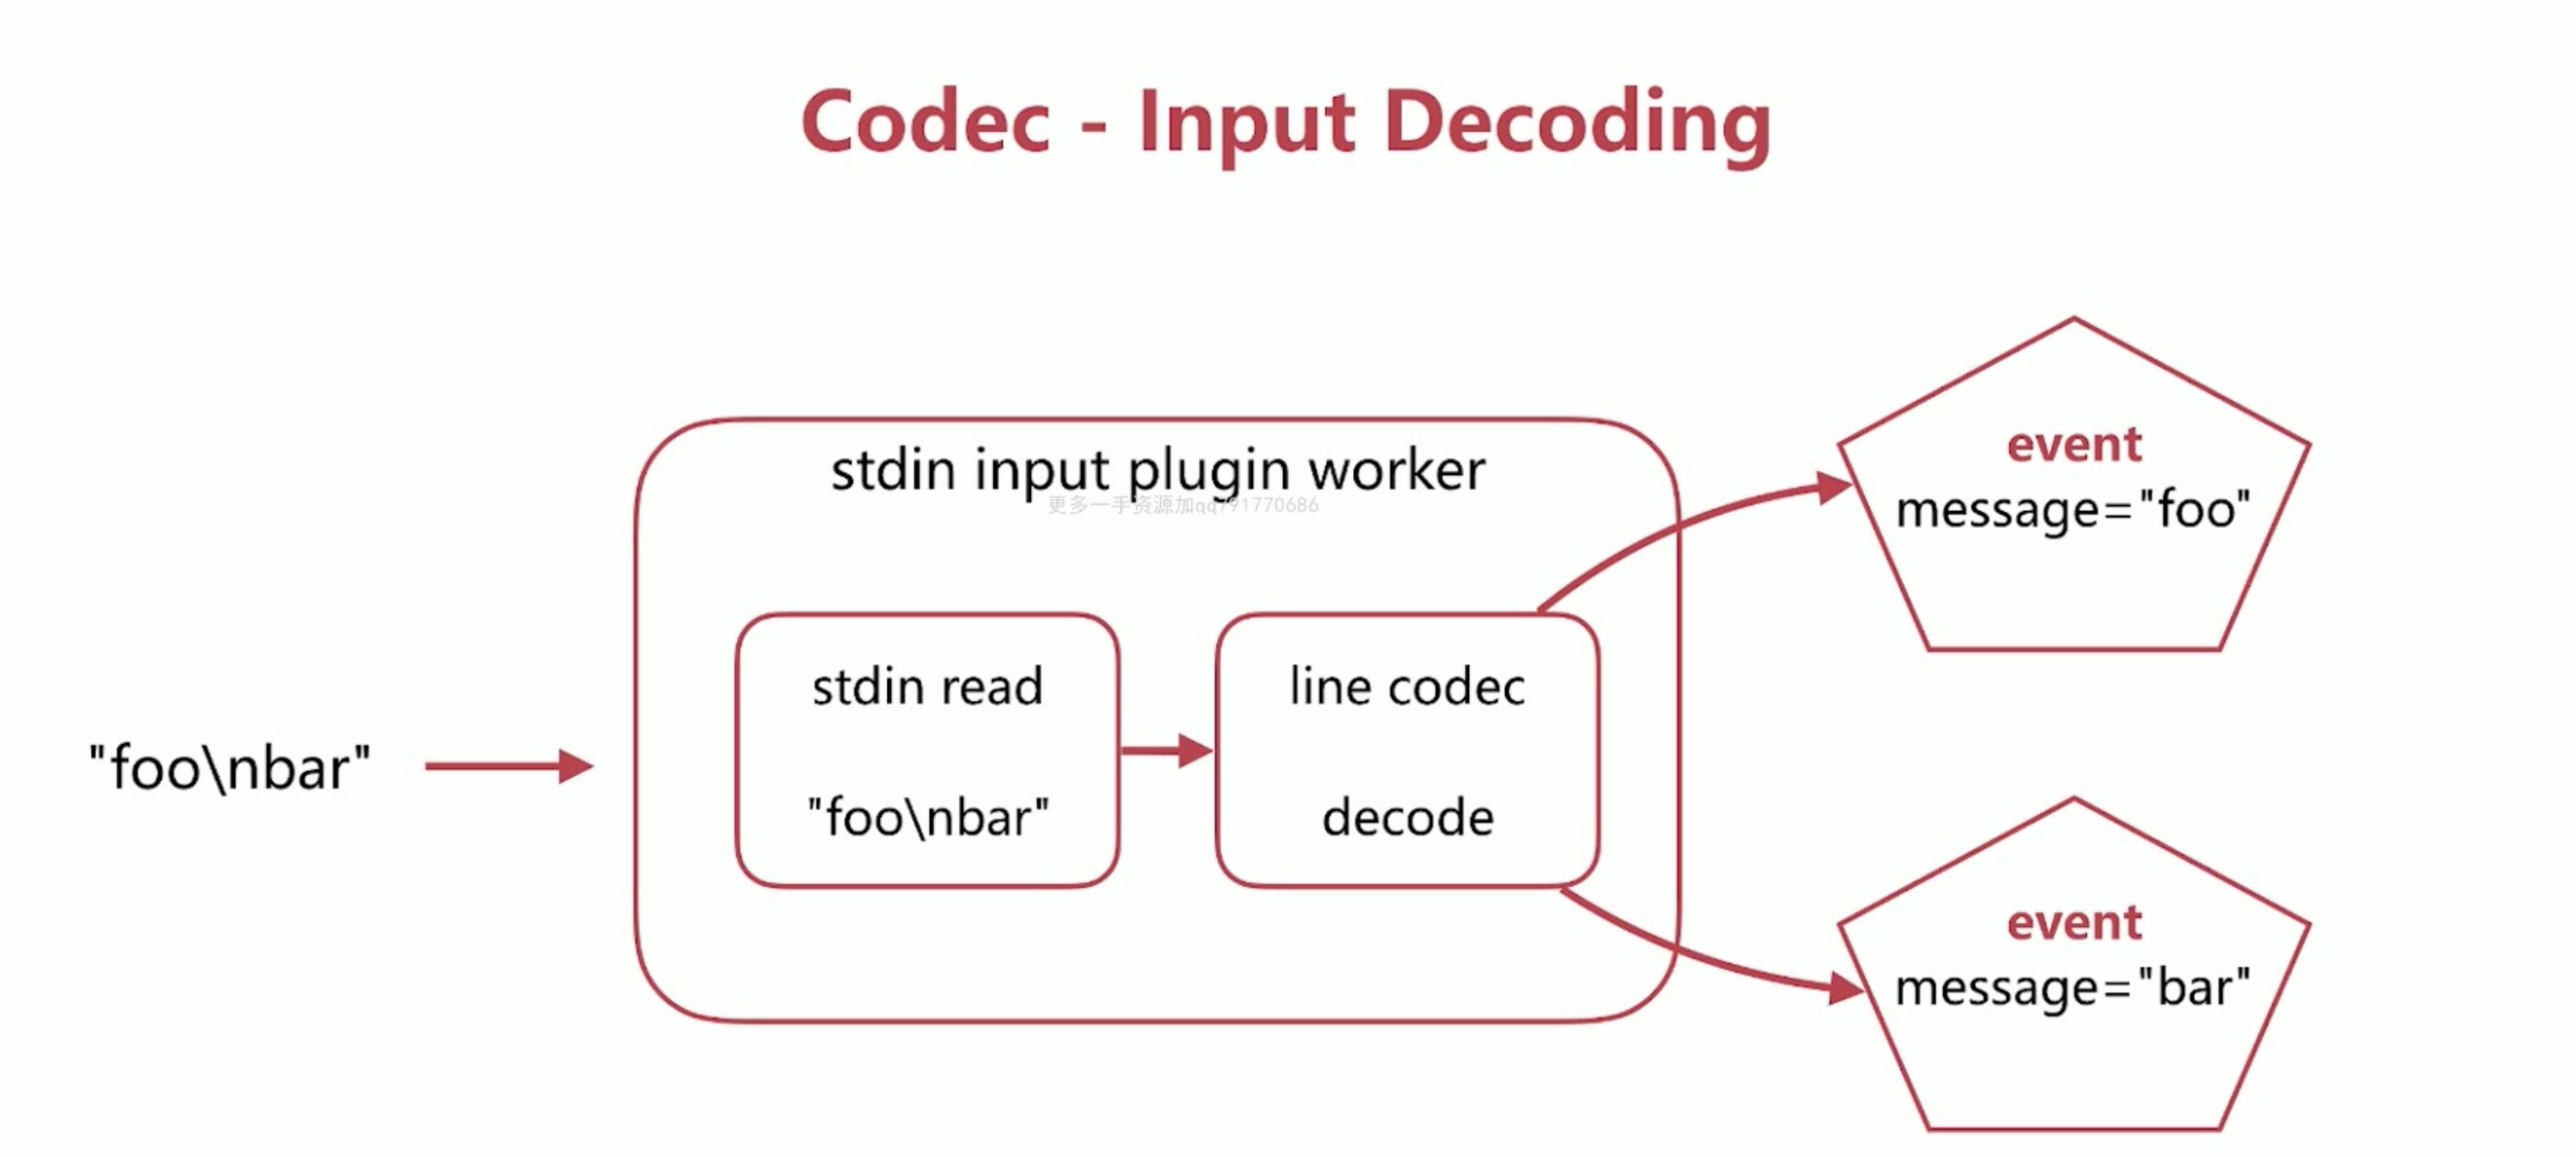 Codec - Input Decoding
stdin input plugin worker
更多一手资源加qq791770686
"foo\nbar"
stdin read
"foo\nbar"
line codec
decode
event
message="foo"
event
message="bar"